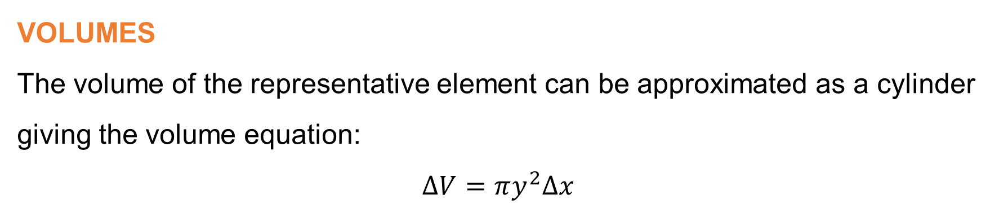 VOLUMES
The volume of the representative element can be approximated as a cylinder
giving the volume equation:
Δ𝑉 = 𝜋𝑦²Δ𝑥